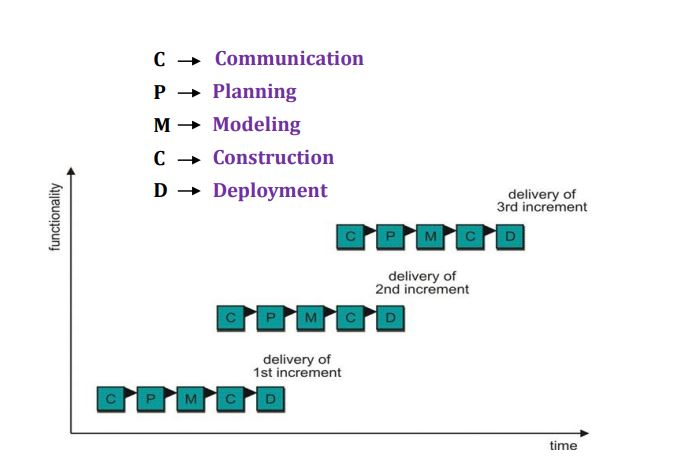 C → Communication
P → Planning
M → Modeling
C → Construction
D → Deployment
functionality
delivery of
3rd increment
C P M C D
delivery of
2nd increment
C P M C D
delivery of
1st increment
C P M C D
time